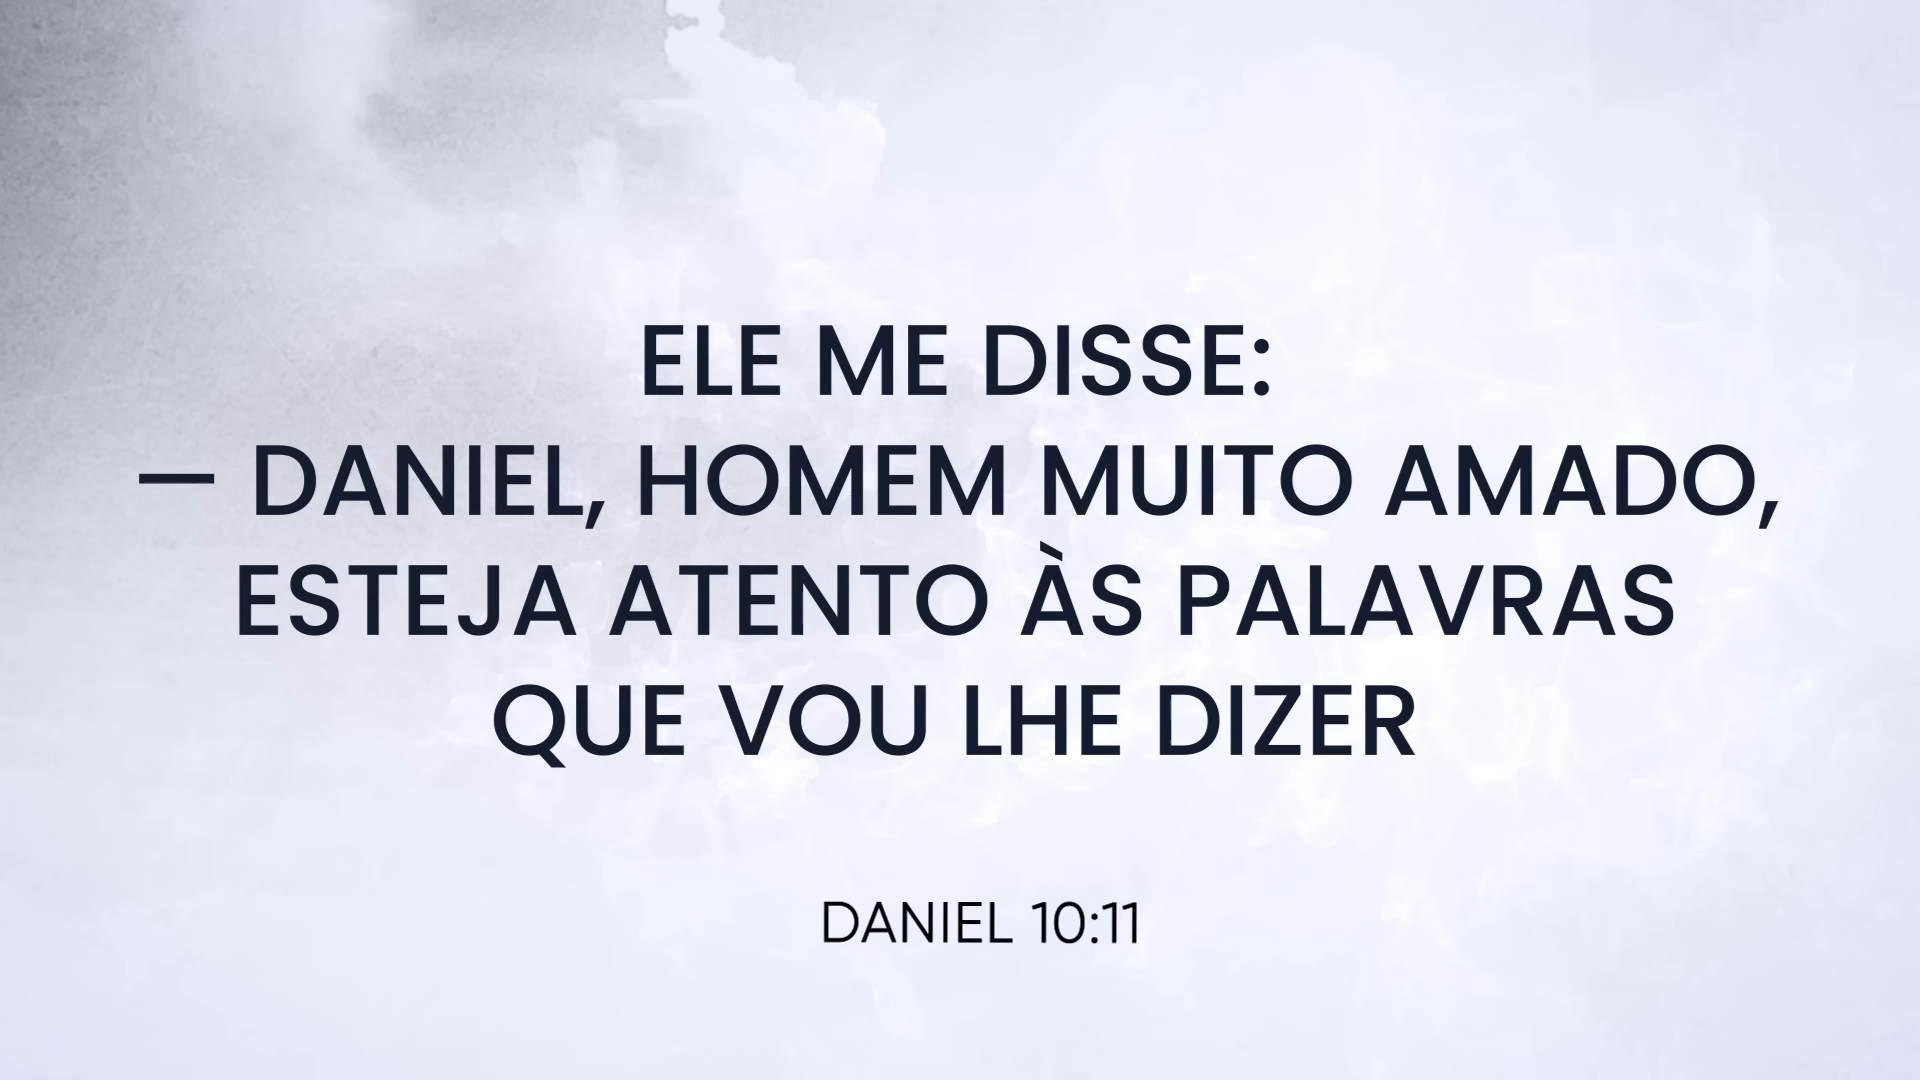 ELE ME DISSE:
— DANIEL, HOMEM MUITO AMADO,
ESTEJA ATENTO ÀS PALAVRAS
QUE VOU LHE DIZER
DANIEL 10:11